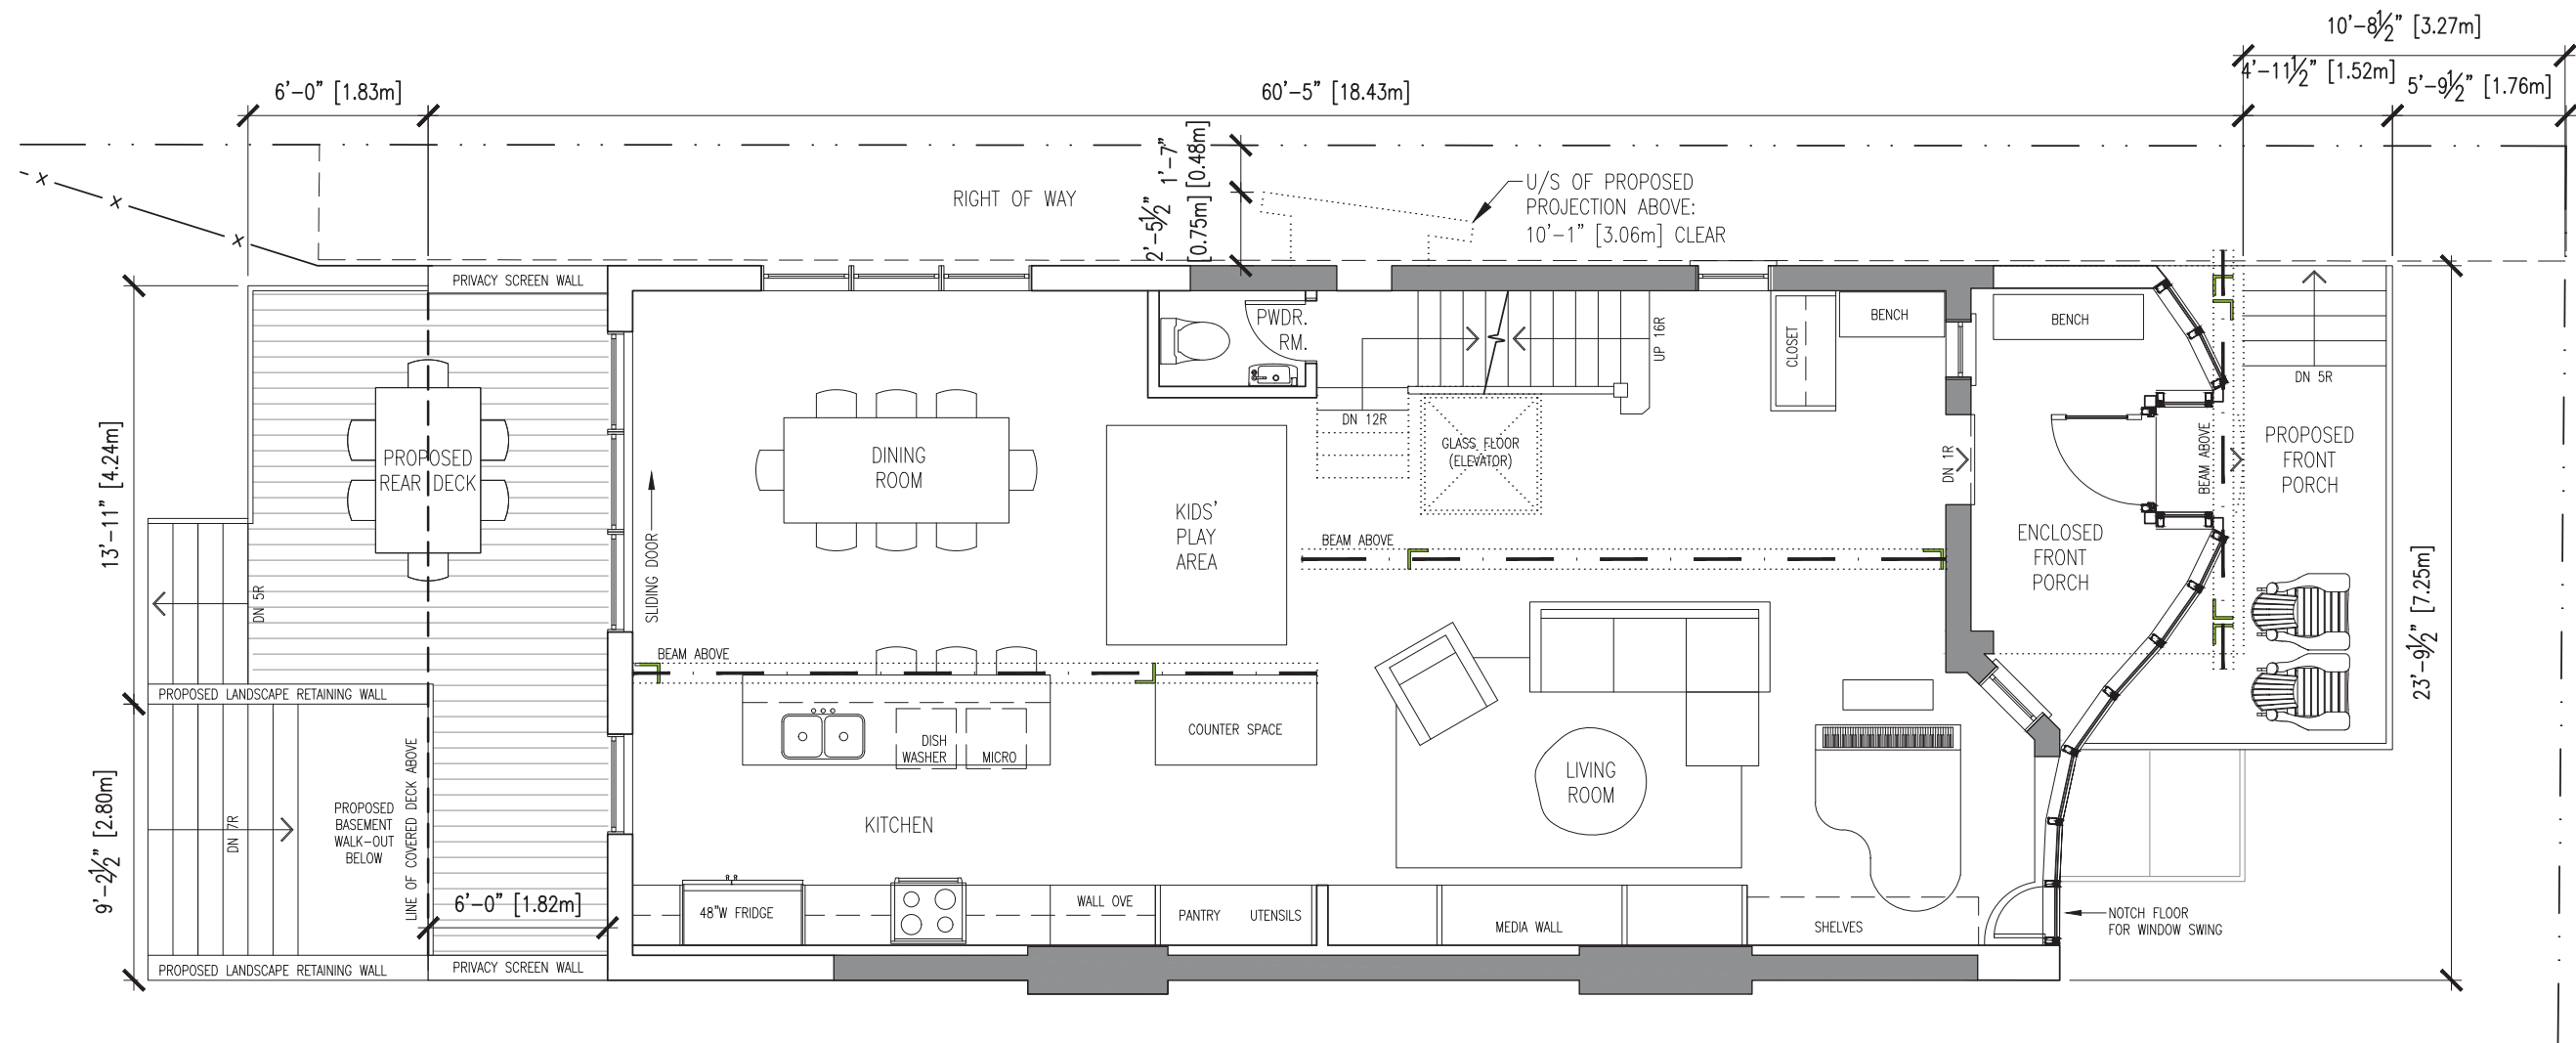 10'-8½" [3.27m]
6'-0" [1.83m]
60'-5" [18.43m]
4'-11½" [1.52m]
5'-9½" [1.76m]
1'-7"
[0.48m]
2'-5½"
[0.75m]
RIGHT OF WAY
U/S OF PROPOSED
PROJECTION ABOVE:
10'-1" [3.06m] CLEAR
PRIVACY SCREEN WALL
PWDR.
RM.
UP 16R
CLOSET
BENCH
BENCH
DN 5R
DN 12R
GLASS FLOOR
(ELEVATOR)
DN 1R
BEAM ABOVE
PROPOSED
FRONT
PORCH
PROPOSED
REAR DECK
DINING
ROOM
KIDS'
PLAY
AREA
SLIDING DOOR
BEAM ABOVE
ENCLOSED
FRONT
PORCH
13'-11" [4.24m]
DN 5R
23'-9½" [7.25m]
BEAM ABOVE
PROPOSED LANDSCAPE RETAINING WALL
COUNTER SPACE
DISH
WASHER
MICRO
LIVING
ROOM
KITCHEN
9'-2½" [2.80m]
DN 7R
PROPOSED
BASEMENT
WALK-OUT
BELOW
LINE OF COVERED DECK ABOVE
6'-0" [1.82m]
48"W FRIDGE
WALL OVE
PANTRY
UTENSILS
MEDIA WALL
SHELVES
NOTCH FLOOR
FOR WINDOW SWING
PROPOSED LANDSCAPE RETAINING WALL
PRIVACY SCREEN WALL